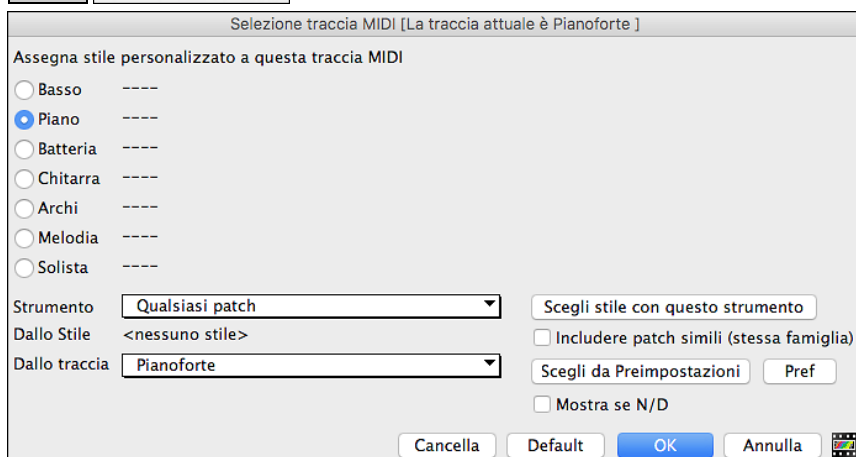 Selezione traccia MIDI [La traccia attuale è Pianoforte ]
Assegna stile personalizzato a questa traccia MIDI
Basso ----
Piano ----
Batteria ----
Chitarra ----
Archi ----
Melodia ----
Solista ----
Strumento Qualsiasi patch Scegli stile con questo strumento
Dallo Stile <nessuno stile> Includere patch simili (stessa famiglia)
Dallo traccia Pianoforte Scegli da Preimpostazioni Pref
Mostra se N/D
Cancella Default OK Annulla